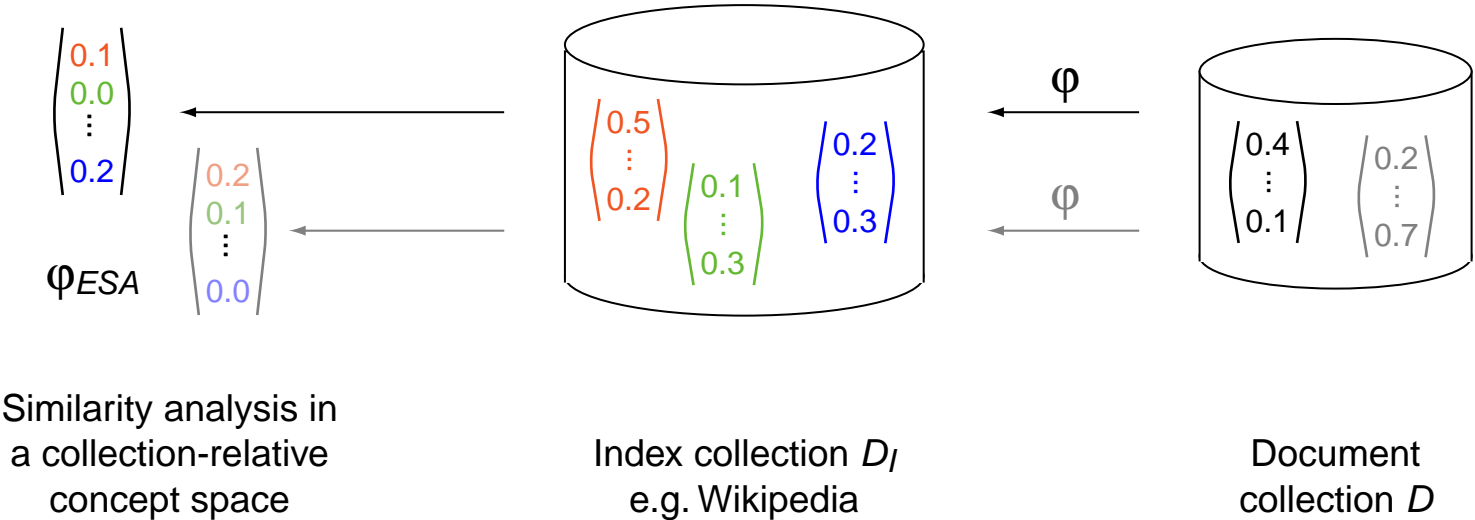 0.1
0.0
⋮
0.2
0.2
0.1
⋮
0.0
φESA
0.5
⋮
0.2
0.1
⋮
0.3
0.2
⋮
0.3
φ
φ
0.4
⋮
0.1
0.2
⋮
0.7
Similarity analysis in
a collection-relative
concept space
Index collection DI
e.g. Wikipedia
Document
collection D